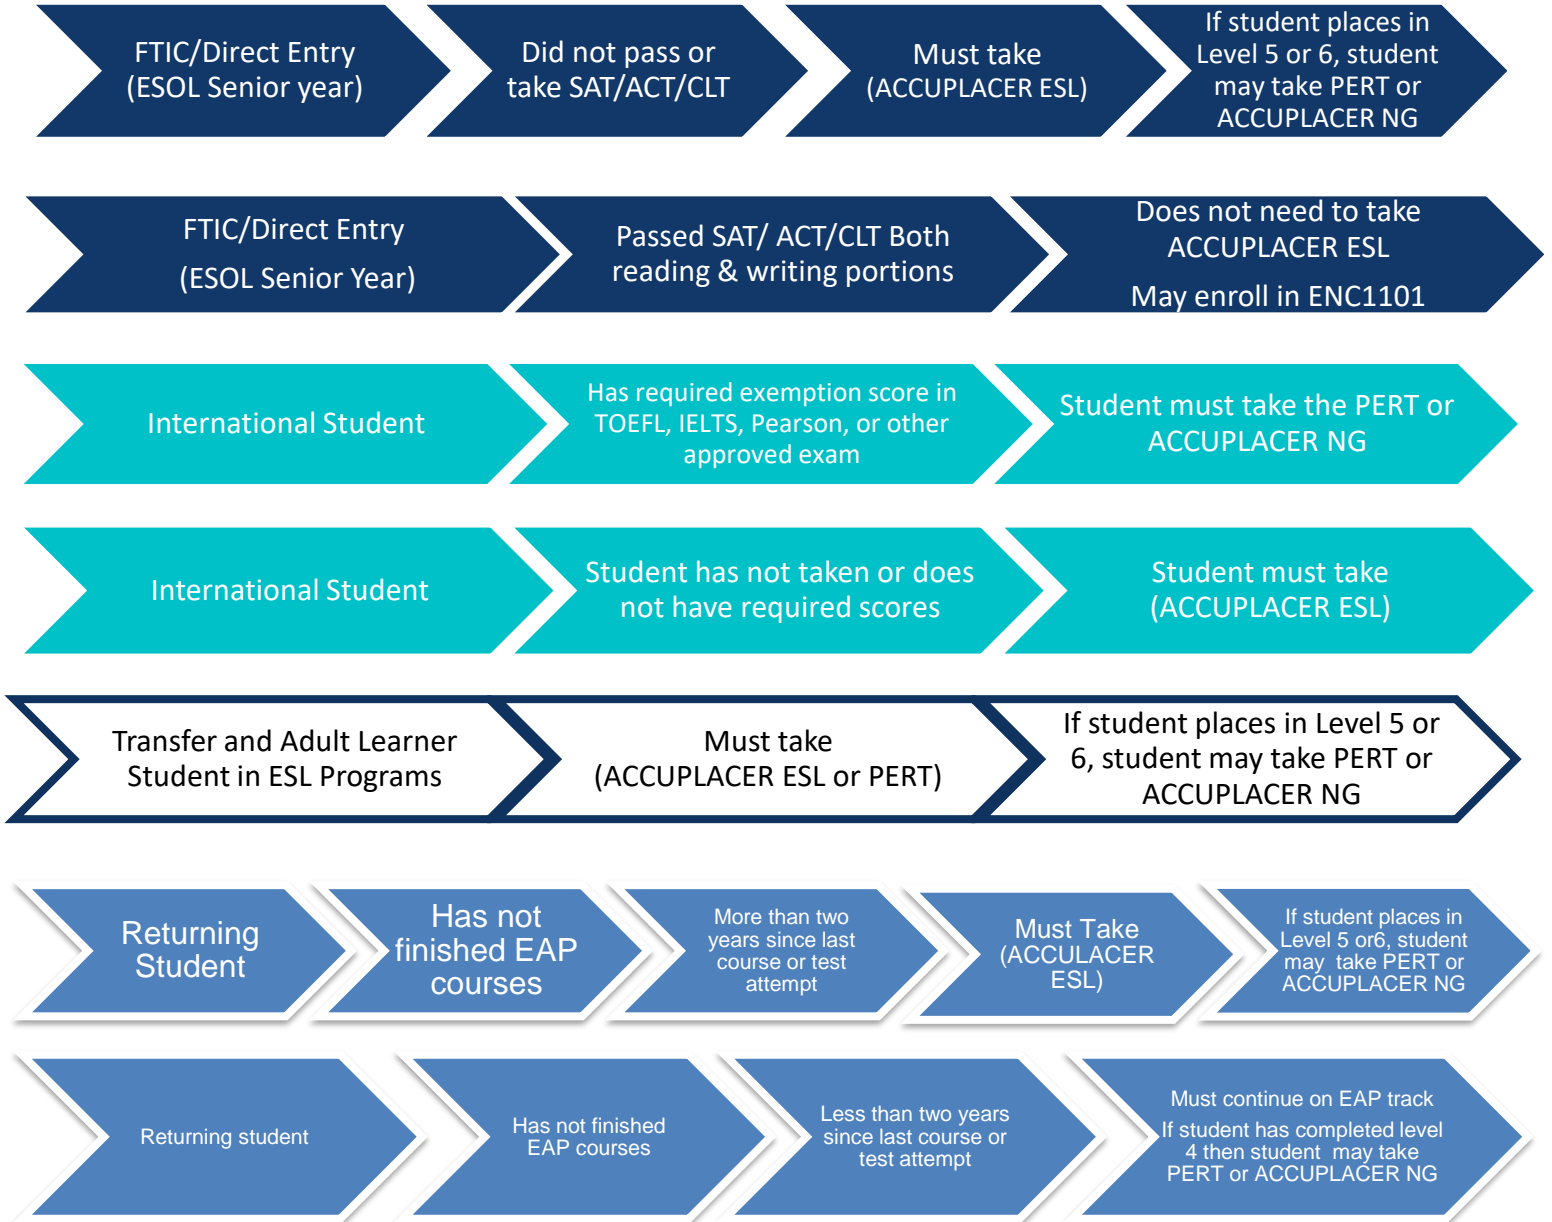 FTIC/Direct Entry
(ESOL Senior year)
Did not pass or
take SAT/ACT/CLT
Must take
(ACCUPLACER ESL)
If student places in
Level 5 or 6, student
may take PERT or
ACCUPLACER NG
FTIC/Direct Entry
(ESOL Senior Year)
Passed SAT/ ACT/CLT Both
reading & writing portions
Does not need to take
ACCUPLACER ESL
May enroll in ENC1101
International Student
Has required exemption score in
TOEFL, IELTS, Pearson, or other
approved exam
Student must take the PERT or
ACCUPLACER NG
International Student
Student has not taken or does
not have required scores
Student must take
(ACCUPLACER ESL)
Transfer and Adult Learner
Student in ESL Programs
Must take
(ACCUPLACER ESL or PERT)
If student places in Level 5 or
6, student may take PERT or
ACCUPLACER NG
Returning
Student
Has not
finished EAP
courses
More than two
years since last
course or test
attempt
Must Take
(ACCULACER
ESL)
If student places in
Level 5 or6, student
may take PERT or
ACCUPLACER NG
Returning student
Has not finished
EAP courses
Less than two years
since last course or
test attempt
Must continue on EAP track
If student has completed level
4 then student may take
PERT or ACCUPLACER NG